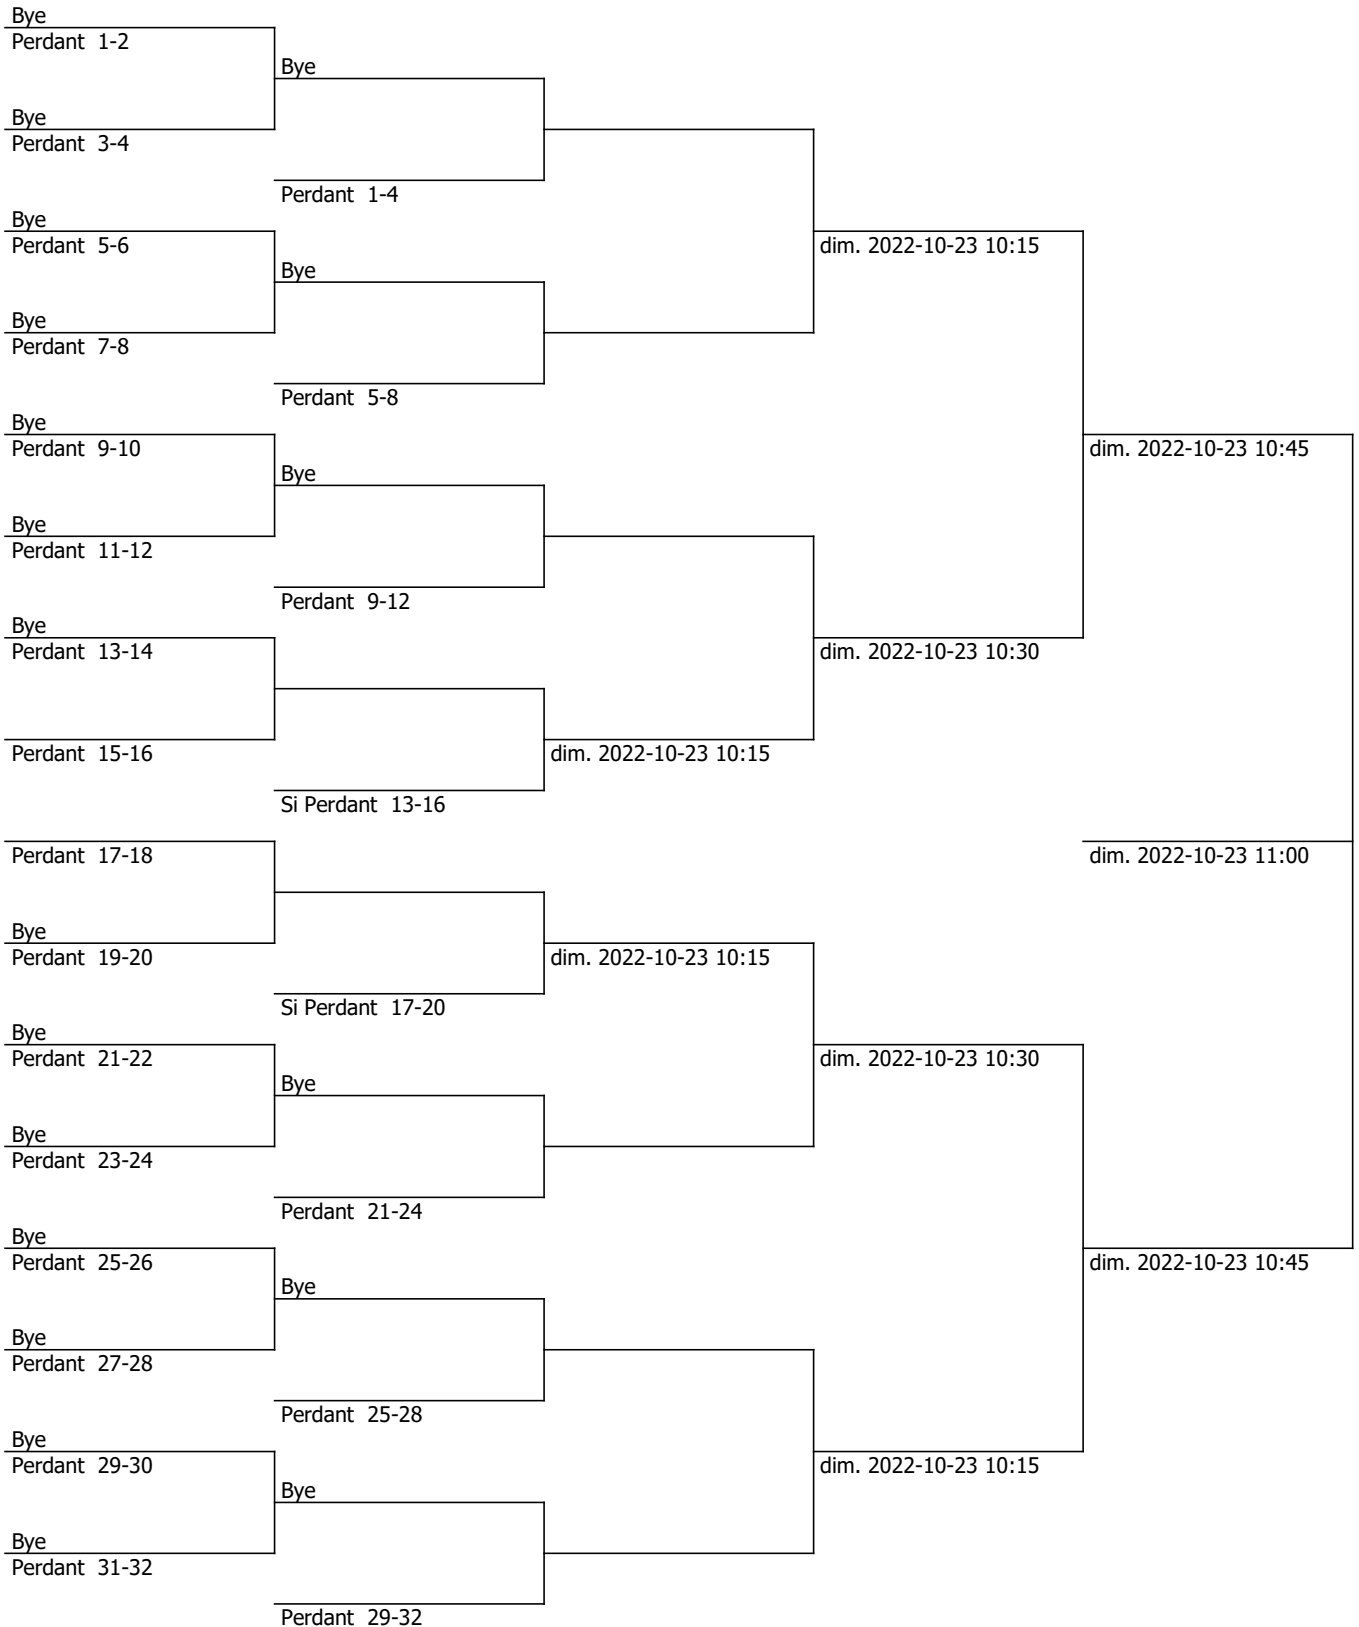 Bye
Perdant 1-2
Bye
Bye
Perdant 3-4
Perdant 1-4
Bye
Perdant 5-6
dim. 2022-10-23 10:15
Bye
Bye
Perdant 7-8
Perdant 5-8
Bye
Perdant 9-10
dim. 2022-10-23 10:45
Bye
Bye
Perdant 11-12
Perdant 9-12
Bye
Perdant 13-14
dim. 2022-10-23 10:30
Perdant 15-16
dim. 2022-10-23 10:15
Si Perdant 13-16
Perdant 17-18
dim. 2022-10-23 11:00
Bye
Perdant 19-20
dim. 2022-10-23 10:15
Si Perdant 17-20
Bye
Perdant 21-22
dim. 2022-10-23 10:30
Bye
Bye
Perdant 23-24
Perdant 21-24
Bye
Perdant 25-26
dim. 2022-10-23 10:45
Bye
Bye
Perdant 27-28
Perdant 25-28
Bye
Perdant 29-30
dim. 2022-10-23 10:15
Bye
Bye
Perdant 31-32
Perdant 29-32